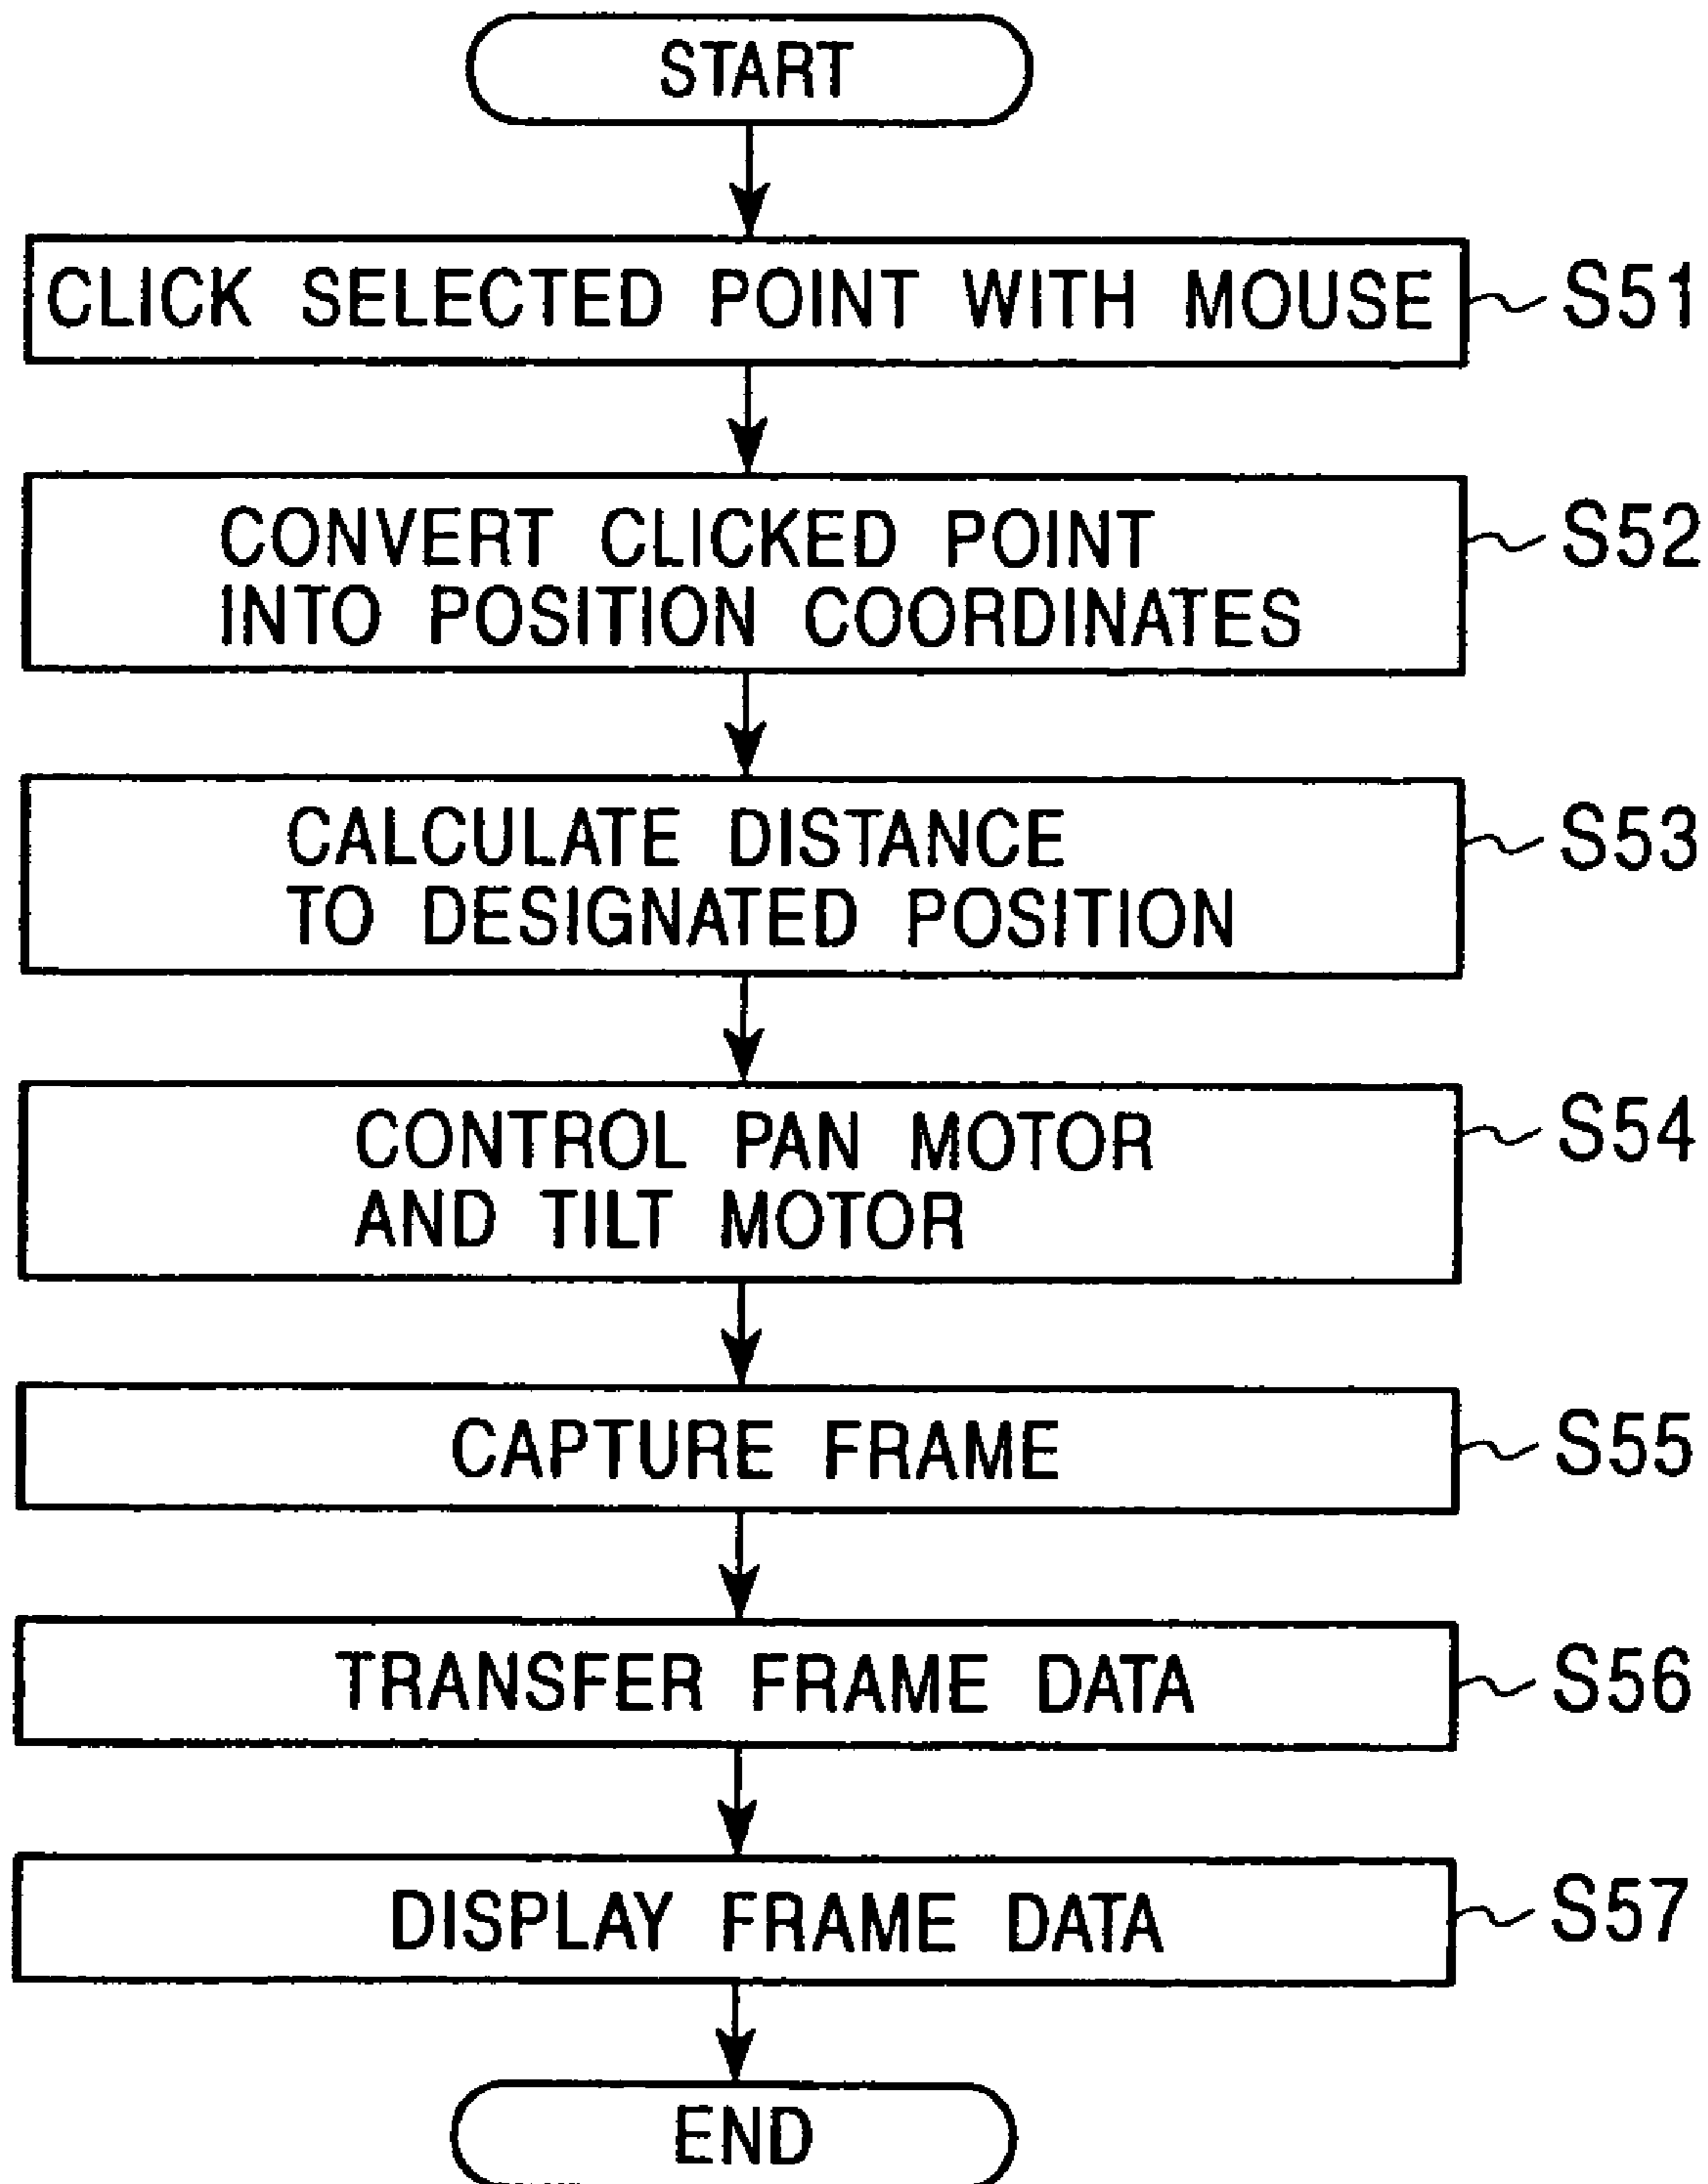 START
CLICK SELECTED POINT WITH MOUSE
S51
CONVERT CLICKED POINT
INTO POSITION COORDINATES
S52
CALCULATE DISTANCE
TO DESIGNATED POSITION
S53
CONTROL PAN MOTOR
AND TILT MOTOR
S54
CAPTURE FRAME
S55
TRANSFER FRAME DATA
S56
DISPLAY FRAME DATA
S57
END